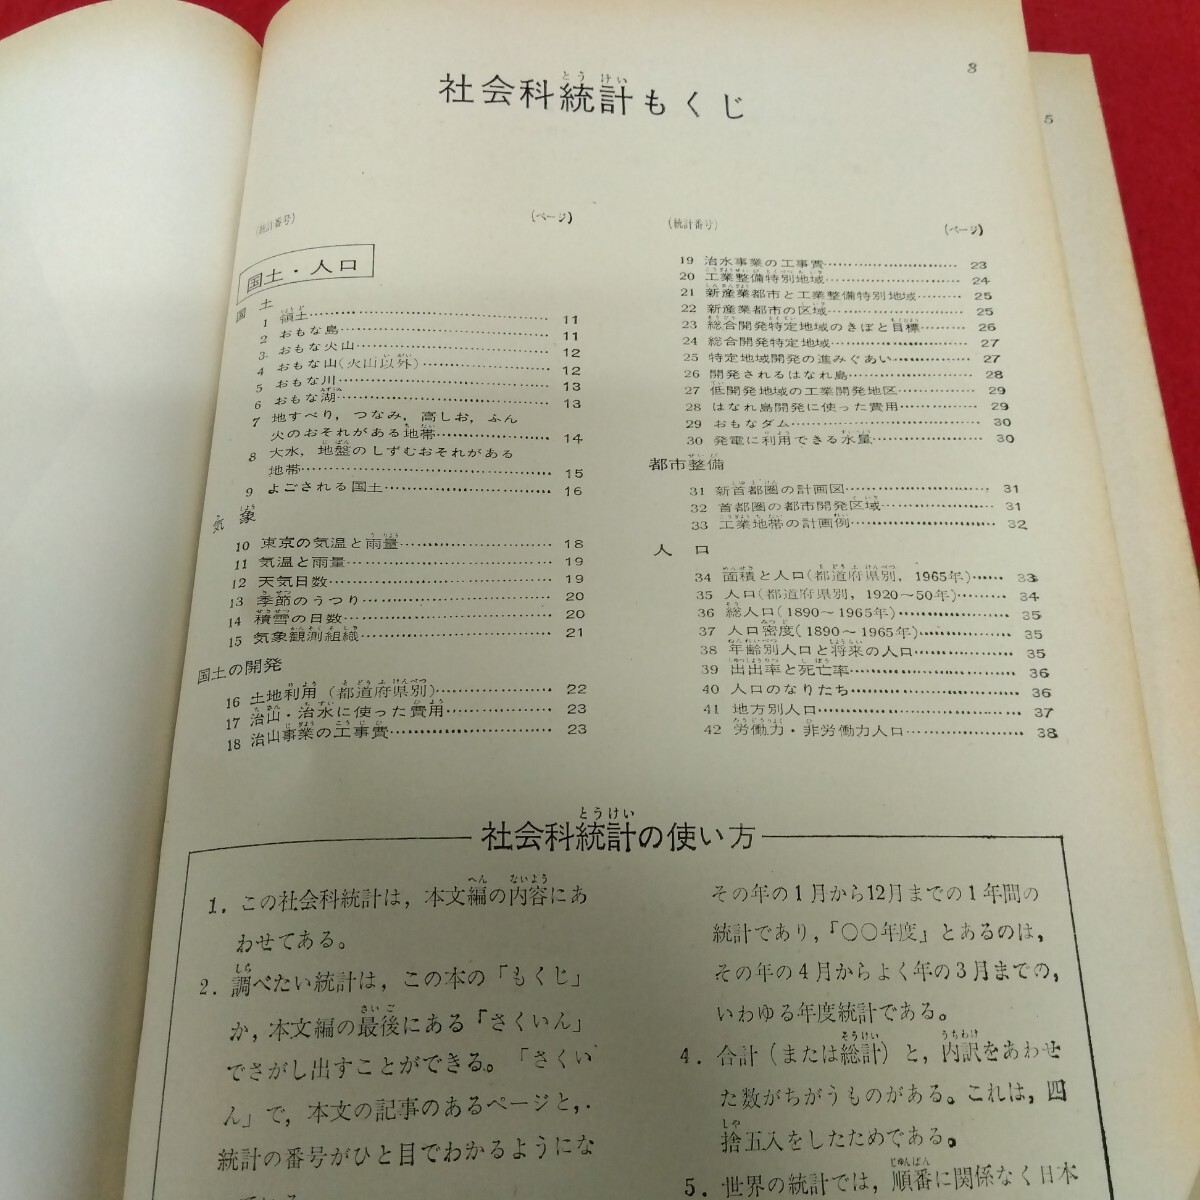 3
社会科統計もくじ
(統計番号) (ページ)
国土・人口
国土
1 領土 11
2 おもな島 11
3 おもな火山 12
4 おもな山(火山以外) 12
5 おもな川 13
6 おもな湖 13
7 地すべり，つなみ，高しお，ふん
火のおそれがある地帯 14
8 大水，地盤のしずむおそれがある
地帯 15
9 よごされる国土 16
気象
10 東京の気温と雨量 18
11 気温と雨量 19
12 天気日数 19
13 季節のうつり 20
14 積雪の日数 20
15 気象観測組織 21
国土の開発
16 土地利用（都道府県別） 22
17 治山・治水に使った費用 23
18 治山事業の工事費 23
(統計番号) (ページ)
19 治水事業の工事費 23
20 工業整備特別地域 24
21 新産業都市と工業整備特別地域 25
22 新産業都市の区域 25
23 総合開発特定地域のきぼと目標 26
24 総合開発特定地域 27
25 特定地域開発の進みぐあい 27
26 開発されるはなれ島 28
27 低開発地域の工業開発地区 29
28 はなれ島開発に使った費用 29
29 おもなダム 30
30 発電に利用できる水量 30
都市整備
31 新首都圏の計画図 31
32 首都圏の都市開発区域 31
33 工業地帯の計画例 32
人口
34 面積と人口(都道府県別，1965年) 33
35 人口(都道府県別，1920～50年) 34
36 総人口(1890～1965年) 35
37 人口密度(1890～1965年) 35
38 年齢別人口と将来の人口 35
39 出出率と死亡率 36
40 人口のなりたち 36
41 地方別人口 37
42 労働力・非労働力人口 38
社会科統計の使い方
1. この社会科統計は，本文編の内容にあ
わせてある。
2. 調べたい統計は，この本の「もくじ」
か，本文編の最後にある「さくいん」
でさがし出すことができる。「さくい
ん」で，本文の記事のあるページと，
統計の番号がひと目でわかるようにな
その年の1月から12月までの1年間の
統計であり，「○○年度」とあるのは，
その年の4月からよく年の3月までの，
いわゆる年度統計である。
4. 合計（または総計）と，内訳をあわせ
た数がちがうものがある。これは，四
捨五入をしたためである。
5. 世界の統計では，順番に関係なく日本
5